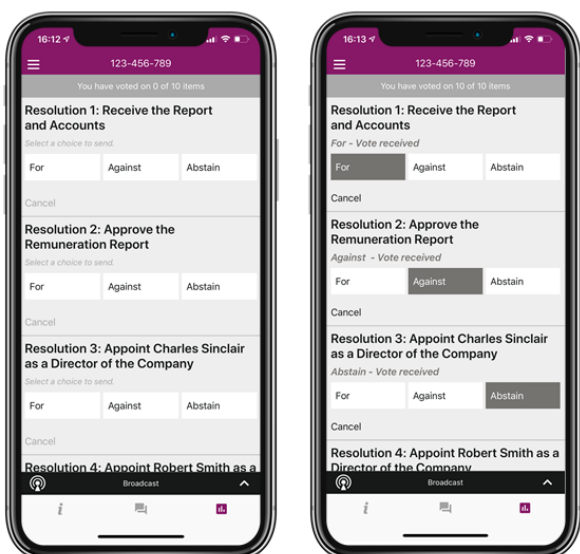 16:12
123-456-789
You have voted on 0 of 10 items
Resolution 1: Receive the Report
and Accounts
Select a choice to send.
For Against Abstain
Cancel
Resolution 2: Approve the
Remuneration Report
Select a choice to send.
For Against Abstain
Cancel
Resolution 3: Appoint Charles Sinclair
as a Director of the Company
Select a choice to send.
For Against Abstain
Cancel
Resolution 4: Appoint Robert Smith as a
Broadcast
16:13
123-456-789
You have voted on 10 of 10 items
Resolution 1: Receive the Report
and Accounts
For - Vote received
For Against Abstain
Cancel
Resolution 2: Approve the
Remuneration Report
Against - Vote received
For Against Abstain
Cancel
Resolution 3: Appoint Charles Sinclair
as a Director of the Company
Abstain - Vote received
For Against Abstain
Cancel
Resolution 4: Appoint Robert Smith as a
Director of the Company
Broadcast